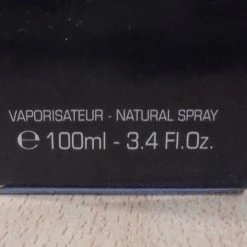 VAPORISATEUR - NATURAL SPRAY
℮ 100ml - 3.4 Fl.Oz.